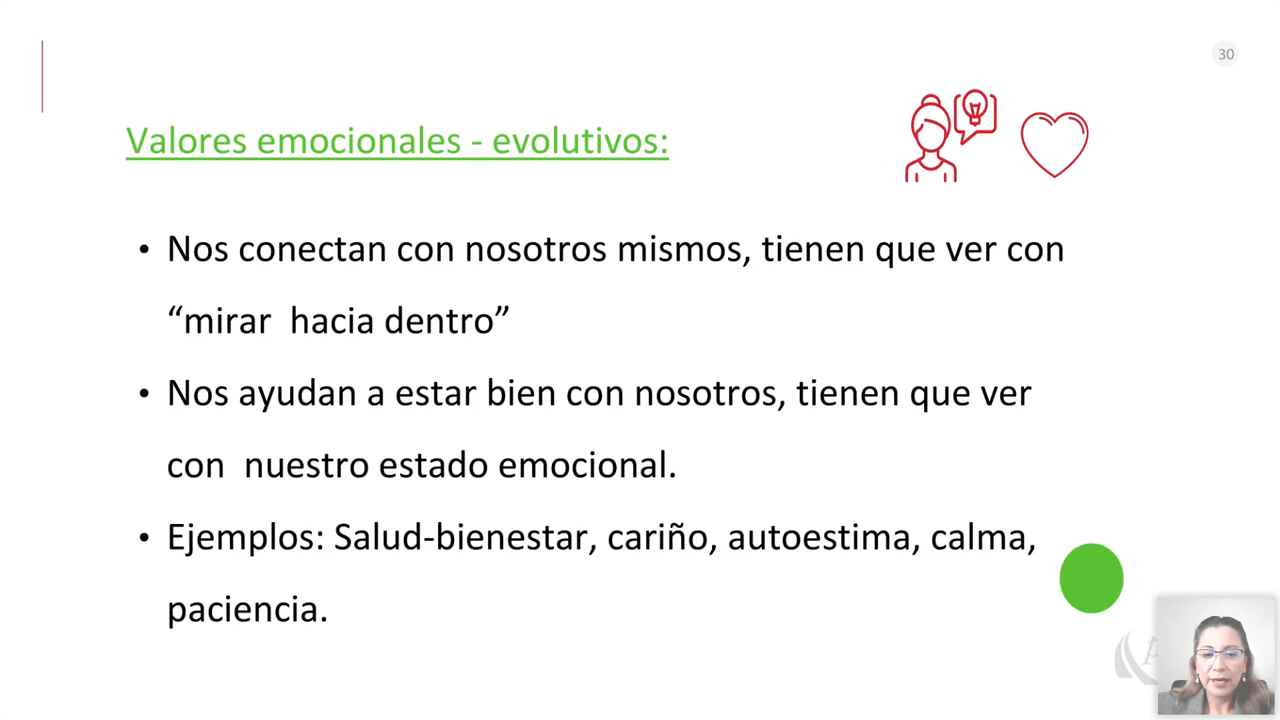 30
Valores emocionales - evolutivos:
• Nos conectan con nosotros mismos, tienen que ver con
“mirar hacia dentro”
• Nos ayudan a estar bien con nosotros, tienen que ver
con nuestro estado emocional.
• Ejemplos: Salud-bienestar, cariño, autoestima, calma,
paciencia.